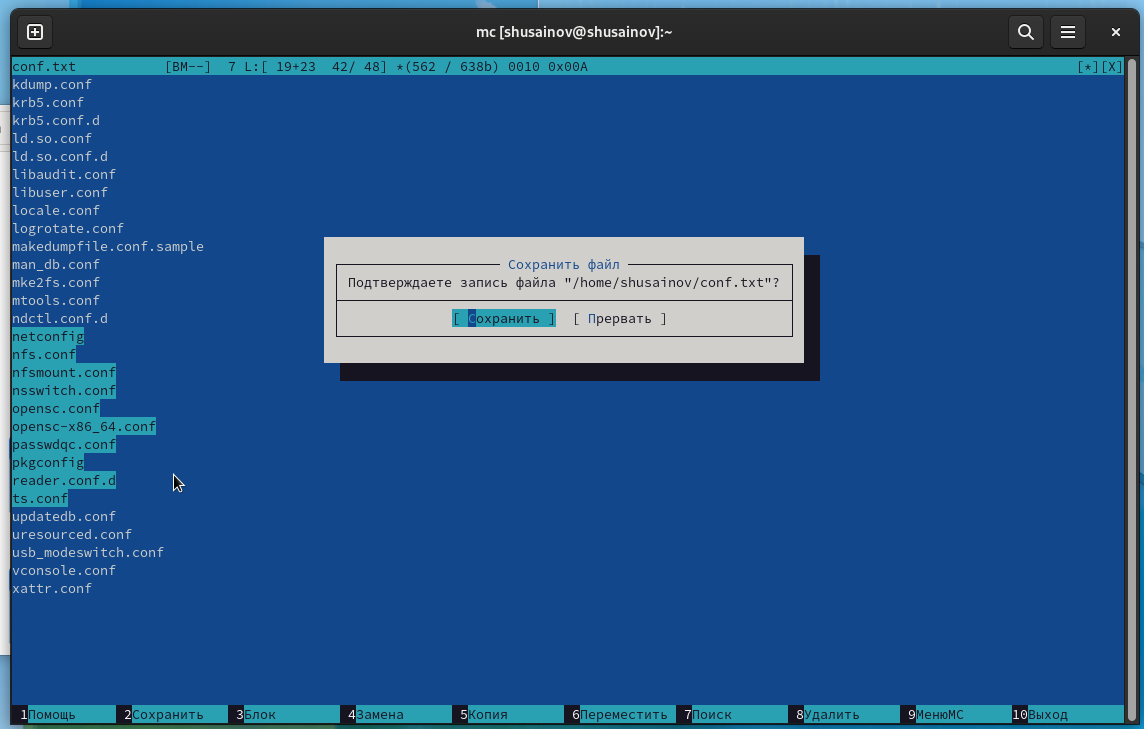 mc [shusainov@shusainov]:~
conf.txt [BM--] 7 L:[ 19+23 42/ 48] *(562 / 638b) 0010 0x00A [*][X]
kdump.conf
krb5.conf
krb5.conf.d
ld.so.conf
ld.so.conf.d
libaudit.conf
libuser.conf
locale.conf
logrotate.conf
makedumpfile.conf.sample
man_db.conf
mke2fs.conf
mtools.conf
ndctl.conf.d
netconfig
nfs.conf
nfsmount.conf
nsswitch.conf
opensc.conf
opensc-x86_64.conf
passwdqc.conf
pkgconfig
reader.conf.d
ts.conf
updatedb.conf
uresourced.conf
usb_modeswitch.conf
vconsole.conf
xattr.conf
Сохранить файл
Подтверждаете запись файла "/home/shusainov/conf.txt"?
[ Сохранить ] [ Прервать ]
1Помощь 2Сохранить 3Блок 4Замена 5Копия 6Переместить 7Поиск 8Удалить 9МенюMC 10Выход